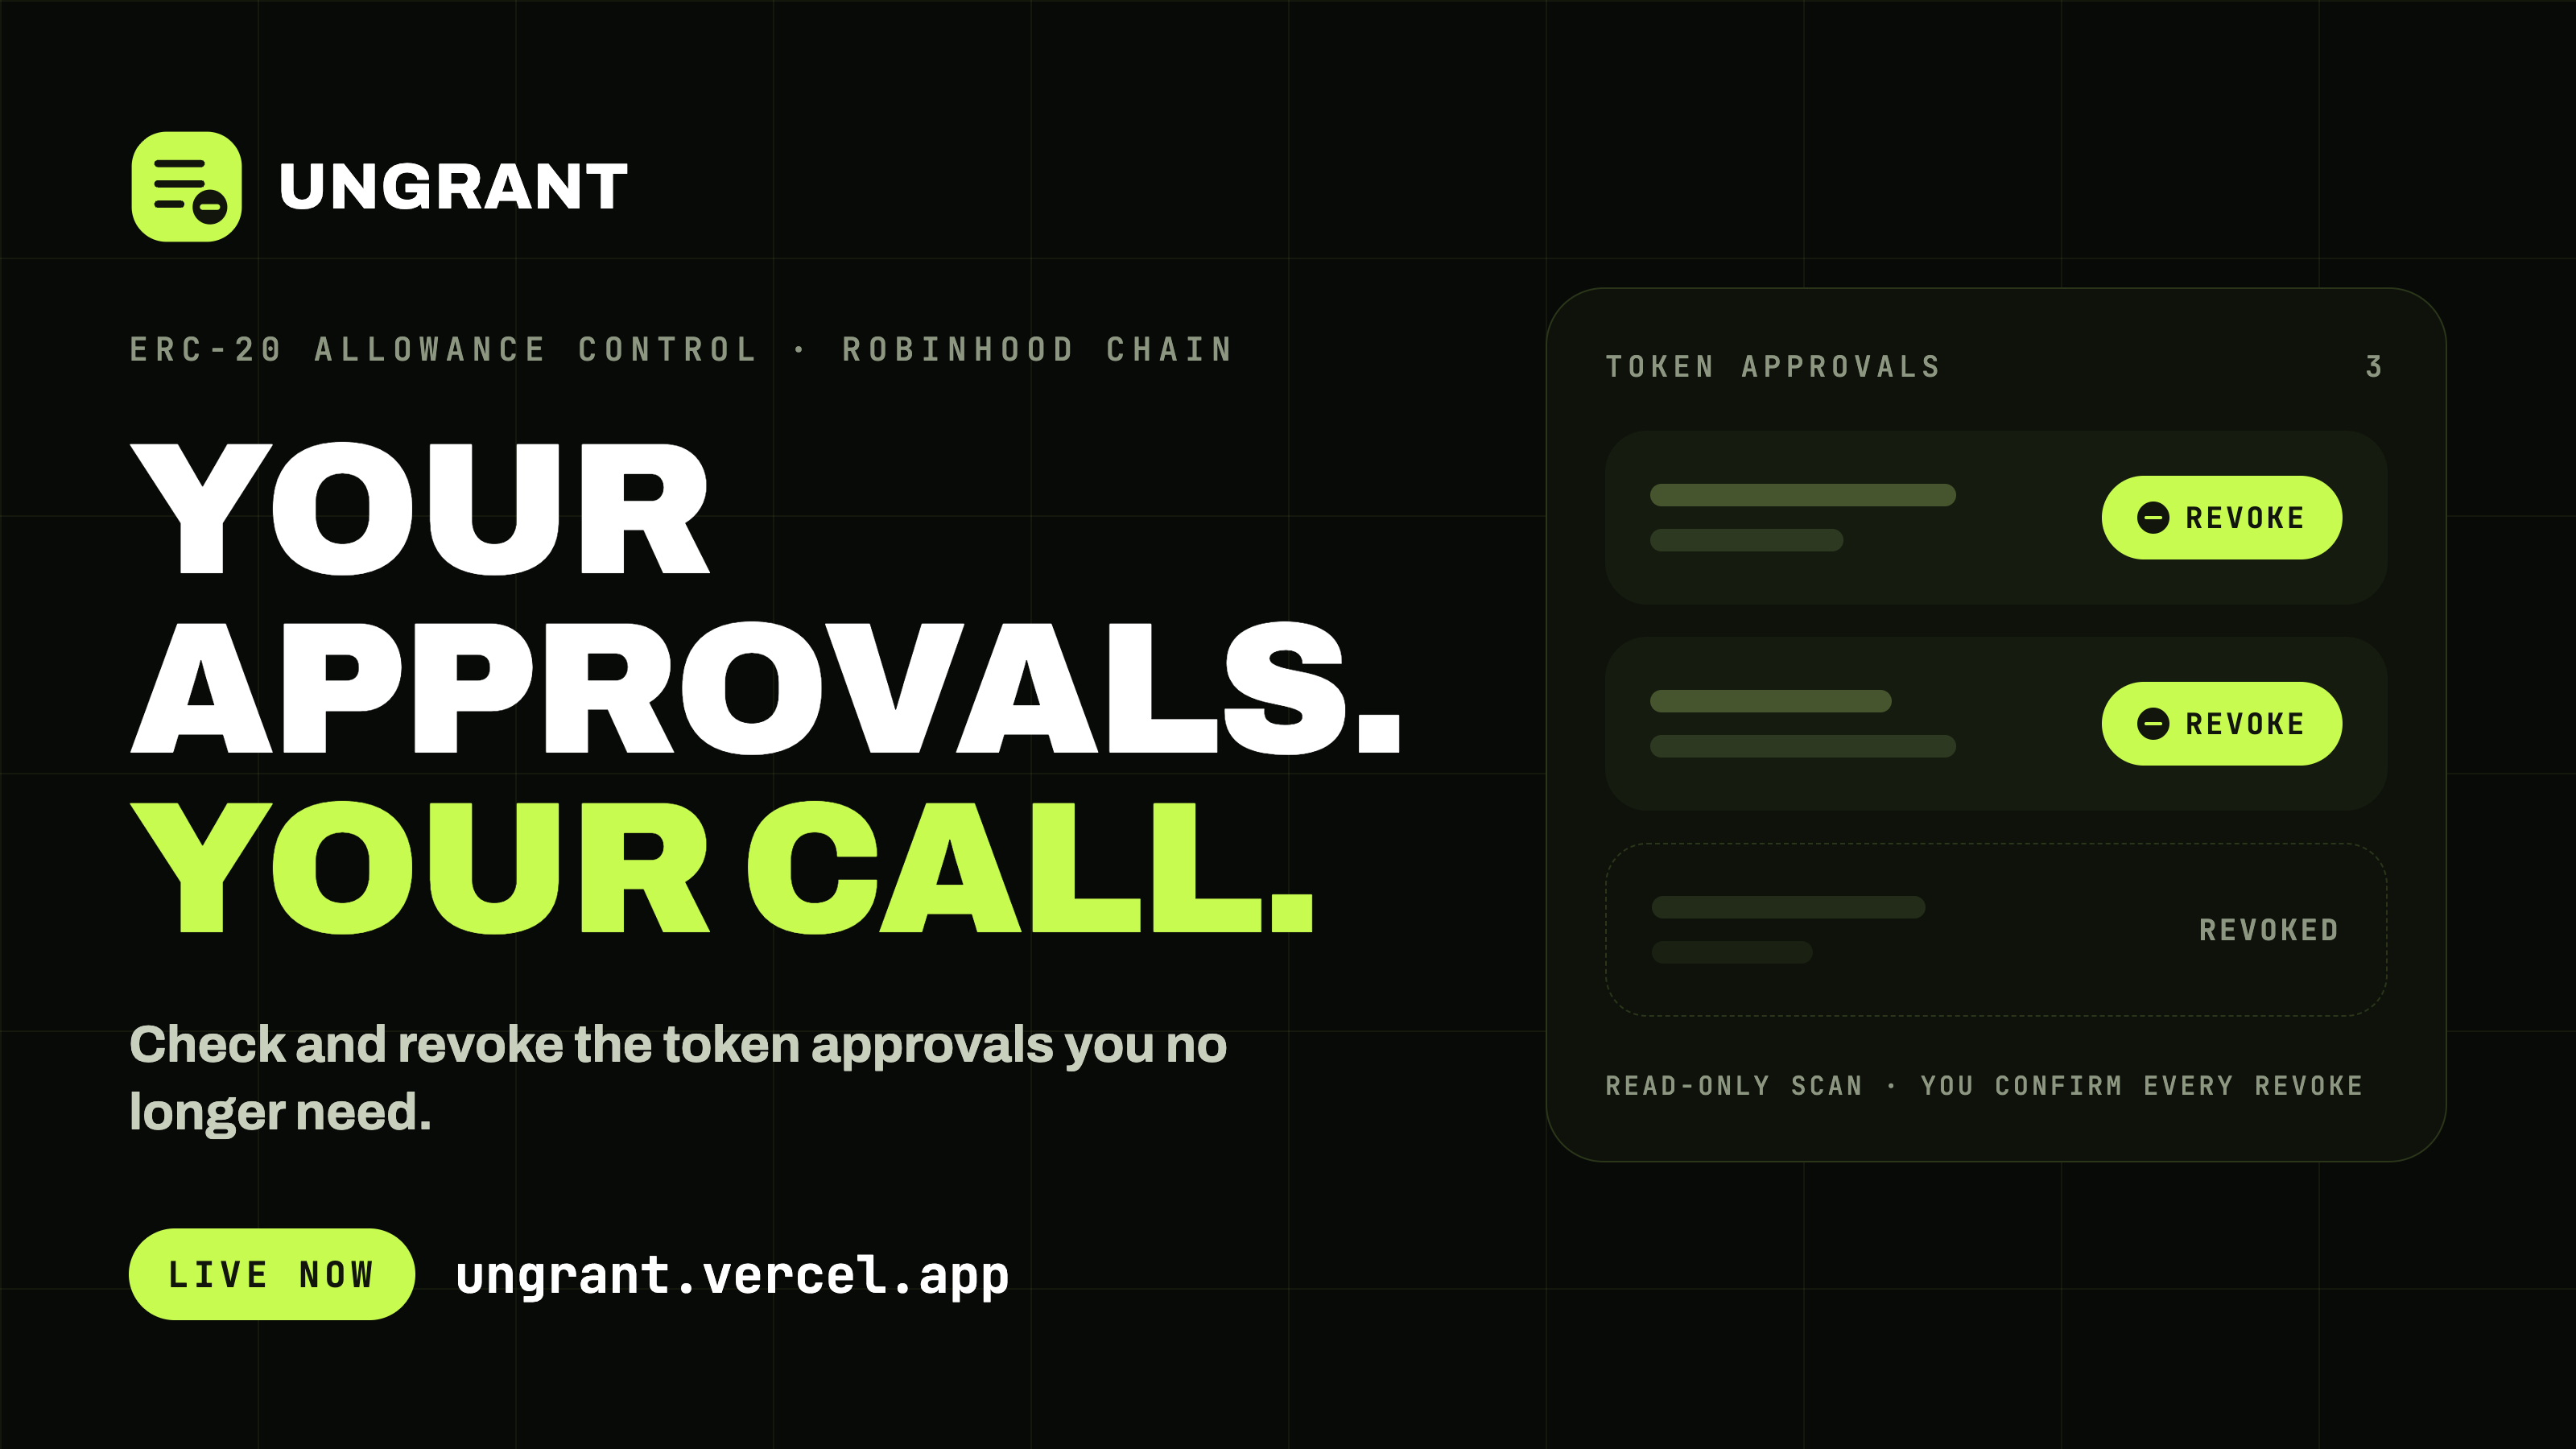 UNGRANT
ERC-20 ALLOWANCE CONTROL · ROBINHOOD CHAIN
YOUR
APPROVALS.
YOUR CALL.
Check and revoke the token approvals you no
longer need.
LIVE NOW
ungrant.vercel.app
TOKEN APPROVALS
3
REVOKE
REVOKE
REVOKED
READ-ONLY SCAN · YOU CONFIRM EVERY REVOKE